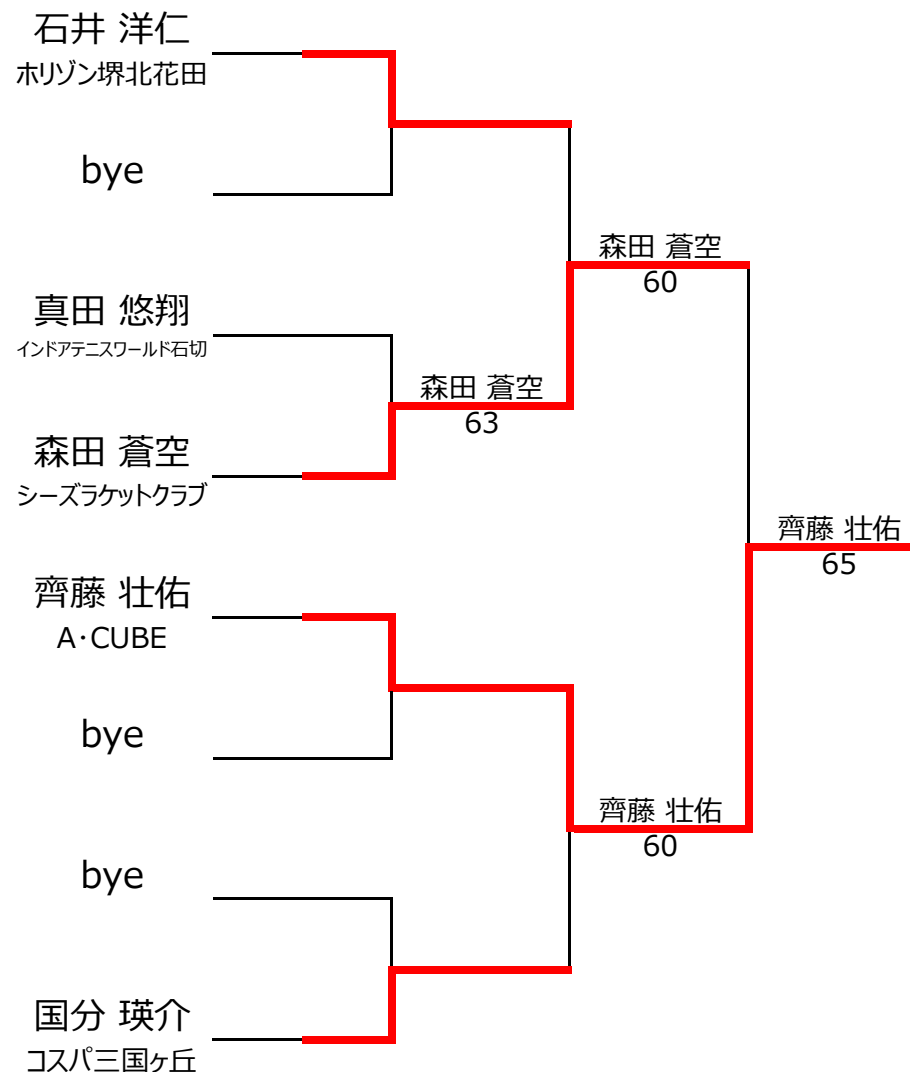 石井 洋仁
ホリゾン堺北花田
bye
森田 蒼空
60
真田 悠翔
インドアテニスワールド石切
森田 蒼空
63
森田 蒼空
シーズラケットクラブ
齊藤 壮佑
65
齊藤 壮佑
A・CUBE
bye
齊藤 壮佑
60
bye
国分 瑛介
コスパ三国ヶ丘